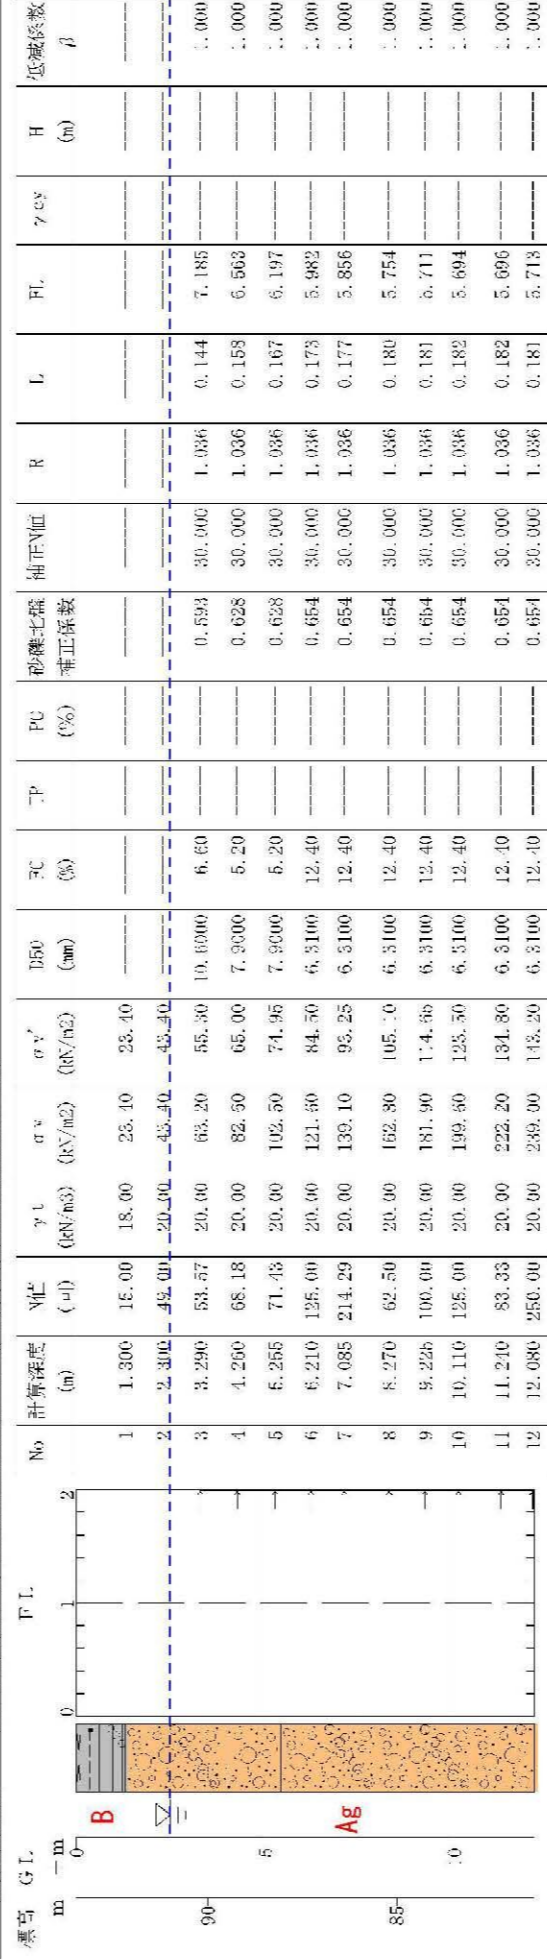 標高 GL FL No 計算深度 N値 γt σv σv' D50 FC IP PC 砂礫地盤 補正N値 R L FL γcy H 低減係数
m -m 0 1 2 (m) (回) (kN/m3) (kN/m2) (kN/m2) (mm) (%) (%) 補正係数 (m) β
0
B
1 1.300 15.00 18.00 23.40 23.40 ―― ―― ―― ―― ―― ―― ―― ―― ―― ―― ―― ――
2 2.300 45.00 20.00 43.40 43.40 ―― ―― ―― ―― ―― ―― ―― ―― ―― ―― ―― ――
3 3.290 53.57 20.00 63.20 55.30 10.6000 6.60 ―― ―― 0.593 30.000 1.036 0.144 7.185 ―― ―― 1.000
90
4 4.260 68.18 20.00 82.60 65.00 7.9000 5.20 ―― ―― 0.628 30.000 1.036 0.158 6.563 ―― ―― 1.000
5
5 5.255 71.43 20.00 102.50 74.95 7.9000 5.20 ―― ―― 0.628 30.000 1.036 0.167 6.197 ―― ―― 1.000
6 6.210 125.00 20.00 121.60 84.50 6.3100 12.40 ―― ―― 0.654 30.000 1.036 0.173 5.982 ―― ―― 1.000
Ag
7 7.085 214.29 20.00 139.10 93.25 6.3100 12.40 ―― ―― 0.654 30.000 1.036 0.177 5.856 ―― ―― 1.000
8 8.270 62.50 20.00 162.80 105.10 6.3100 12.40 ―― ―― 0.654 30.000 1.036 0.180 5.754 ―― ―― 1.000
85
9 9.225 100.00 20.00 181.90 114.65 6.3100 12.40 ―― ―― 0.654 30.000 1.036 0.181 5.711 ―― ―― 1.000
10
10 10.110 125.00 20.00 199.60 123.50 6.3100 12.40 ―― ―― 0.654 30.000 1.036 0.182 5.694 ―― ―― 1.000
11 11.240 83.33 20.00 222.20 134.80 6.3100 12.40 ―― ―― 0.654 30.000 1.036 0.182 5.696 ―― ―― 1.000
12 12.080 250.00 20.00 239.00 143.20 6.3100 12.40 ―― ―― 0.654 30.000 1.036 0.181 5.713 ―― ―― 1.000